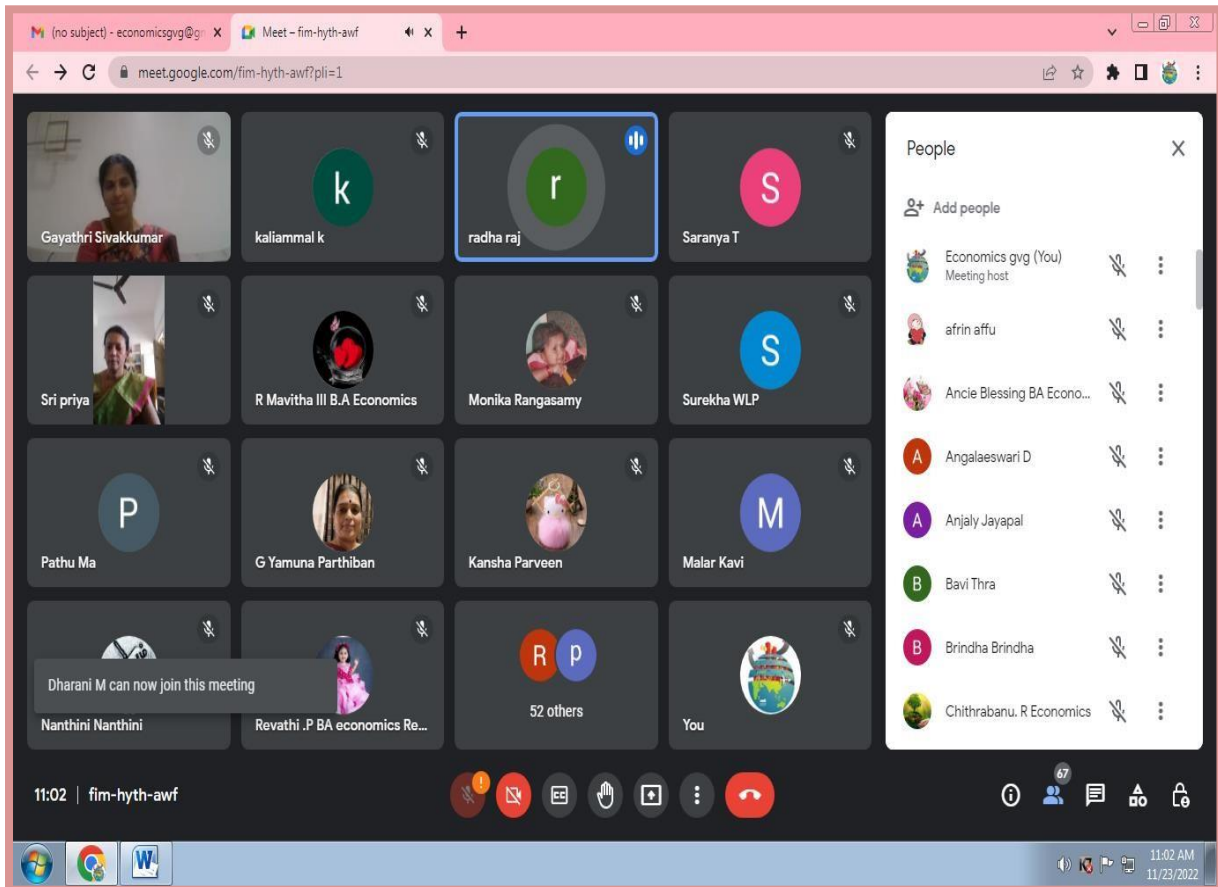 (no subject) - economicsgvg@g
Meet – fim-hyth-awf
meet.google.com/fim-hyth-awf?pli=1
Gayathri Sivakkumar
k
kaliammal k
r
radha raj
S
Saranya T
Sri priya
R Mavitha III B.A Economics
Monika Rangasamy
S
Surekha WLP
P
Pathu Ma
G Yamuna Parthiban
Kansha Parveen
M
Malar Kavi
Dharani M can now join this meeting
Nanthini Nanthini
Revathi .P BA economics Re...
R P
52 others
You
People
Add people
Economics gvg (You)
Meeting host
afrin affu
Ancie Blessing BA Econo...
A
Angalaeswari D
A
Anjaly Jayapal
B
Bavi Thra
B
Brindha Brindha
Chithrabanu. R Economics
11:02 | fim-hyth-awf
!
CC
67
W
11:02 AM
11/23/2022